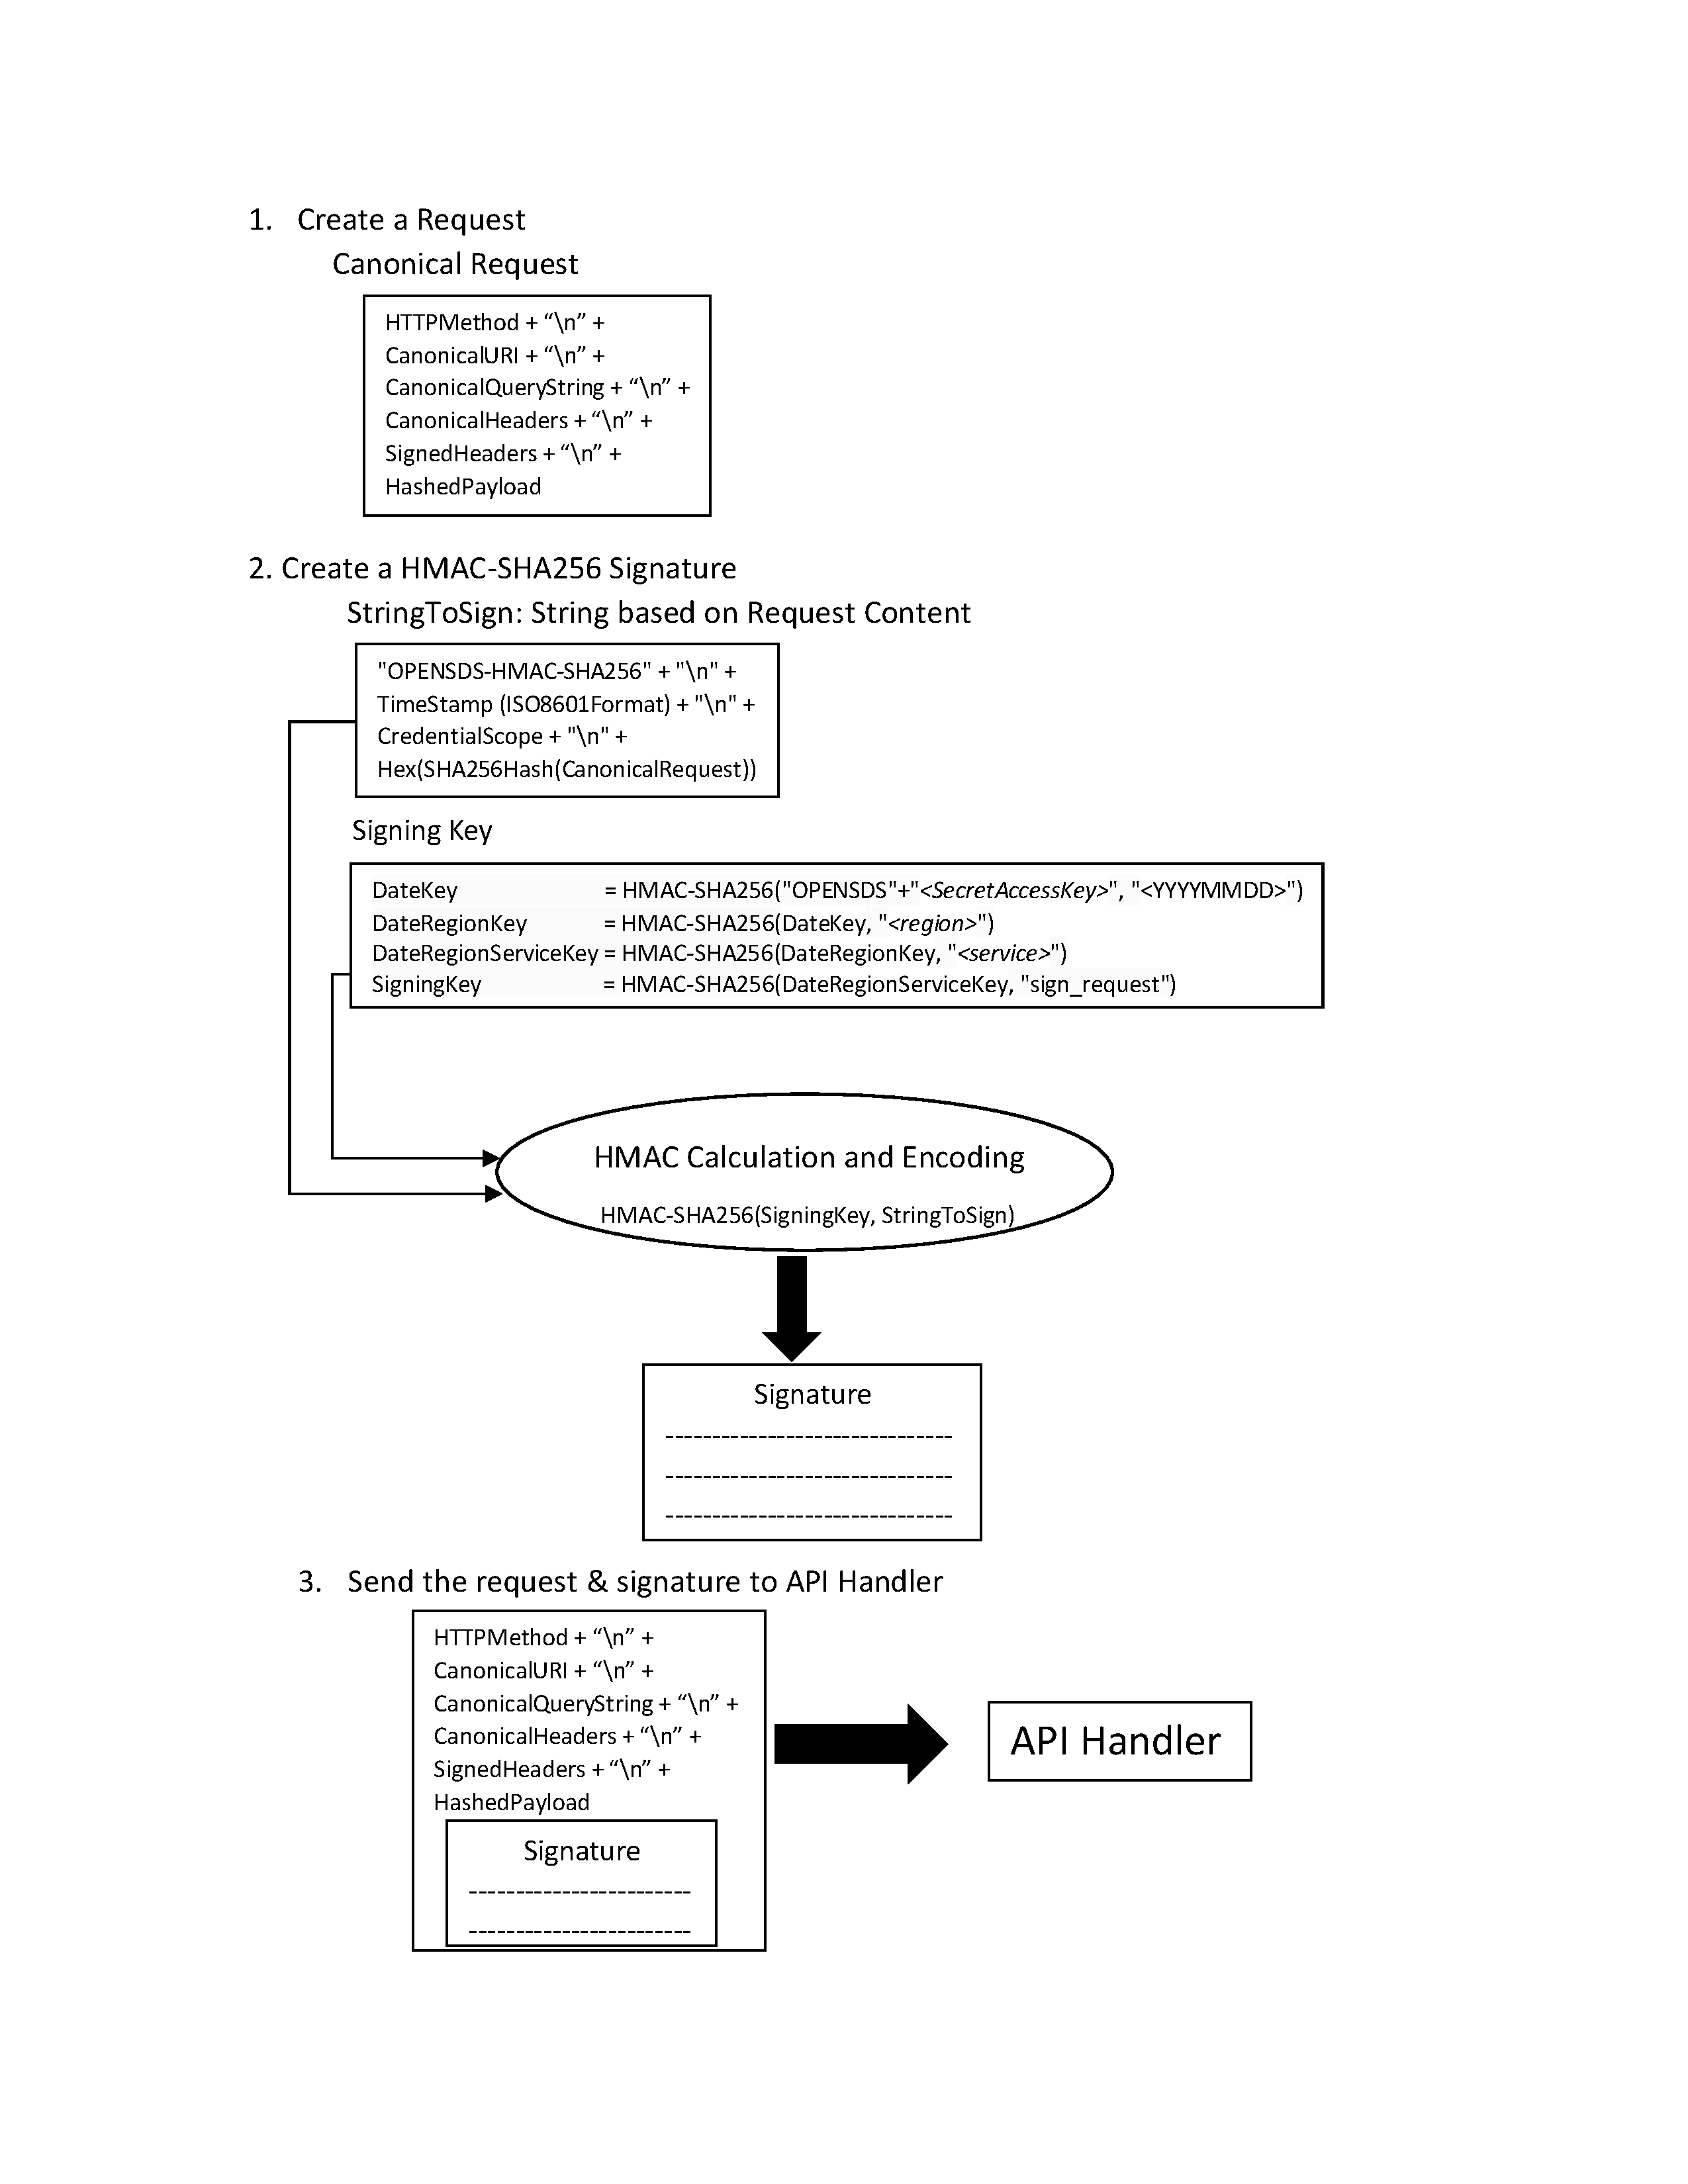 1. Create a Request
Canonical Request
HTTPMethod + “\n” +
CanonicalURI + “\n” +
CanonicalQueryString + “\n” +
CanonicalHeaders + “\n” +
SignedHeaders + “\n” +
HashedPayload
2. Create a HMAC-SHA256 Signature
StringToSign: String based on Request Content
"OPENSDS-HMAC-SHA256" + "\n" +
TimeStamp (ISO8601Format) + "\n" +
CredentialScope + "\n" +
Hex(SHA256Hash(CanonicalRequest))
Signing Key
DateKey = HMAC-SHA256("OPENSDS"+"<SecretAccessKey>", "<YYYYMMDD>")
DateRegionKey = HMAC-SHA256(DateKey, "<region>")
DateRegionServiceKey = HMAC-SHA256(DateRegionKey, "<service>")
SigningKey = HMAC-SHA256(DateRegionServiceKey, "sign_request")
HMAC Calculation and Encoding
HMAC-SHA256(SigningKey, StringToSign)
Signature
3. Send the request & signature to API Handler
HTTPMethod + “\n” +
CanonicalURI + “\n” +
CanonicalQueryString + “\n” +
CanonicalHeaders + “\n” +
SignedHeaders + “\n” +
HashedPayload
Signature
API Handler